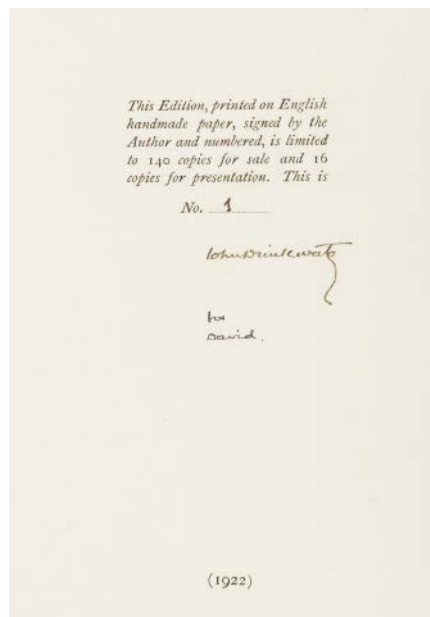 This Edition, printed on English
handmade paper, signed by the
Author and numbered, is limited
to 140 copies for sale and 16
copies for presentation. This is
No. 1
John Drinkwater
for
David.
(1922)